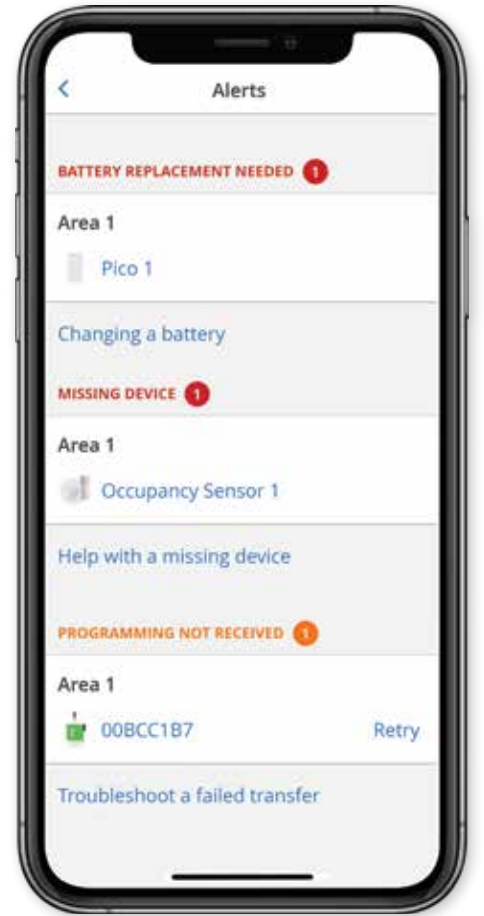 Alerts
BATTERY REPLACEMENT NEEDED 1
Area 1
Pico 1
Changing a battery
MISSING DEVICE 1
Area 1
Occupancy Sensor 1
Help with a missing device
PROGRAMMING NOT RECEIVED 1
Area 1
00BCC1B7 Retry
Troubleshoot a failed transfer